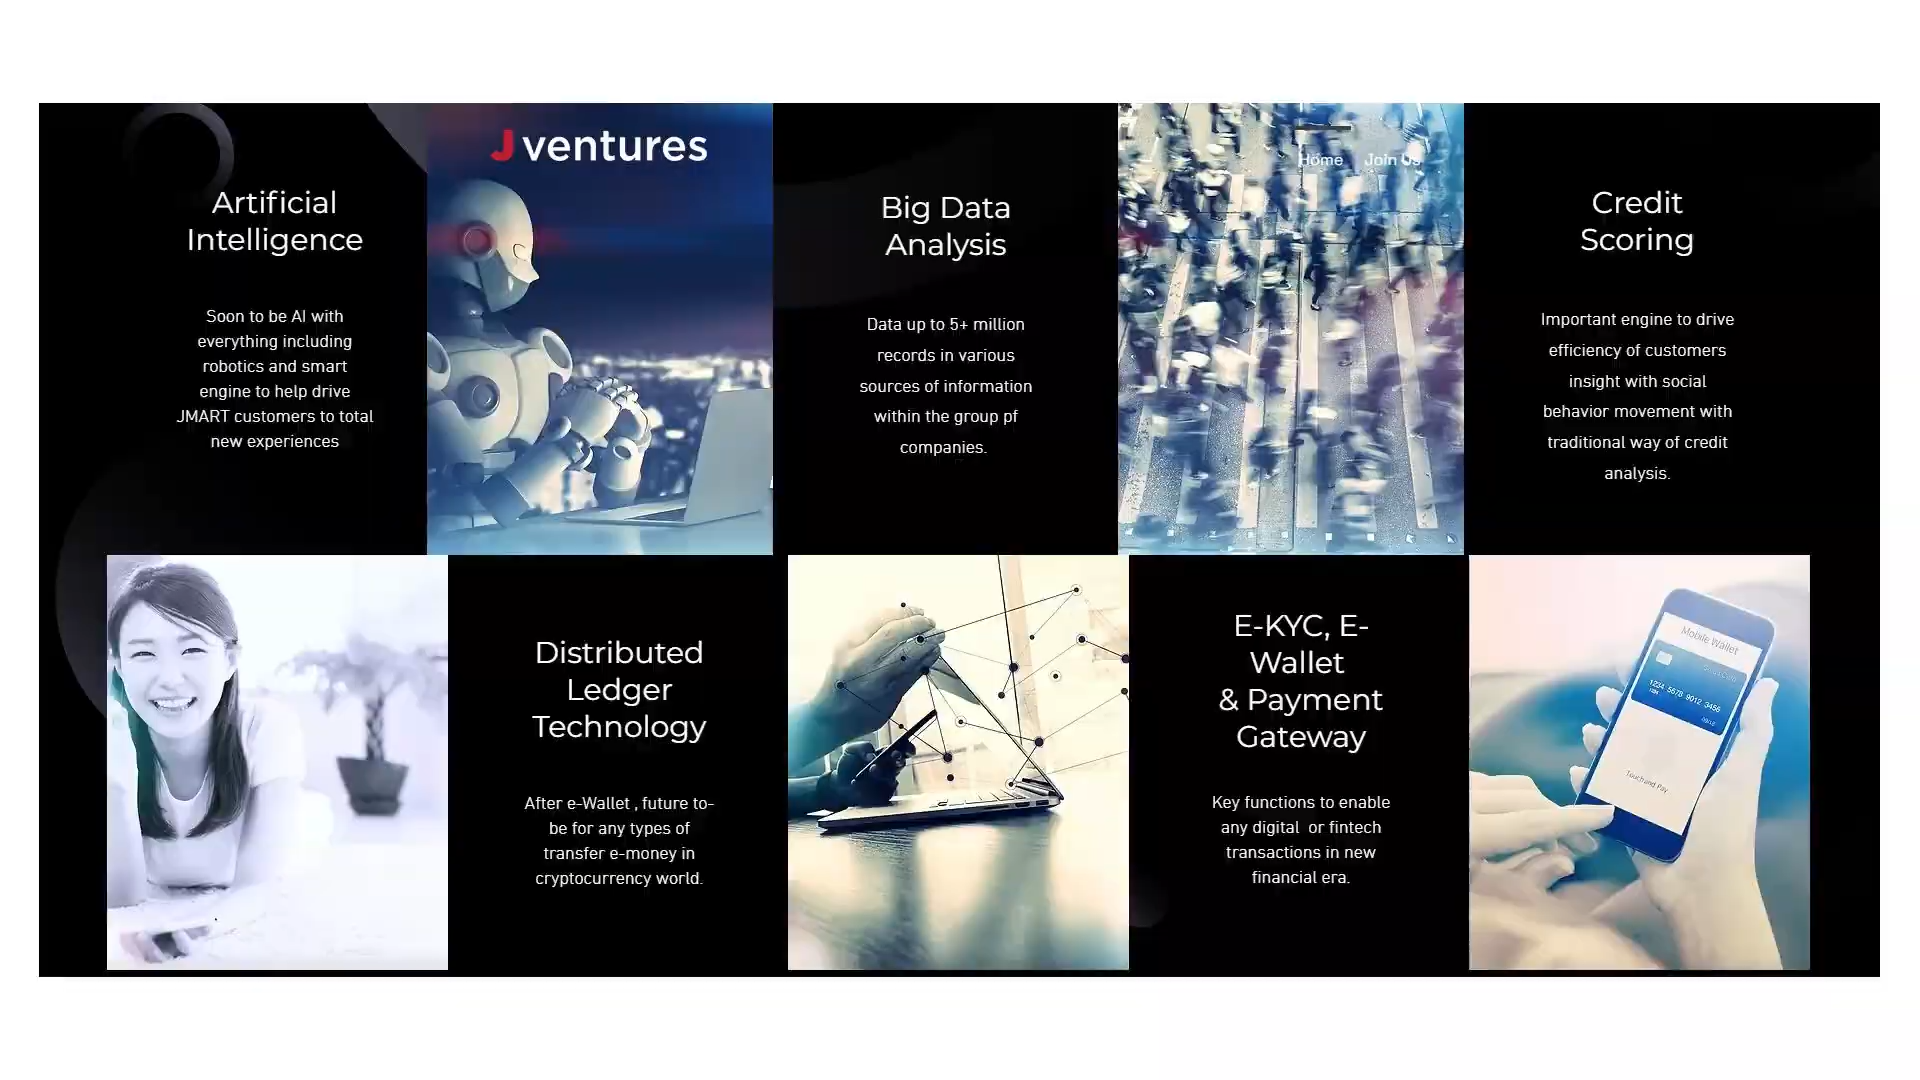 J ventures
Home Join Us
Artificial
Intelligence
Soon to be AI with
everything including
robotics and smart
engine to help drive
JMART customers to total
new experiences
Big Data
Analysis
Data up to 5+ million
records in various
sources of information
within the group pf
companies.
Credit
Scoring
Important engine to drive
efficiency of customers
insight with social
behavior movement with
traditional way of credit
analysis.
Distributed
Ledger
Technology
After e-Wallet , future to-
be for any types of
transfer e-money in
cryptocurrency world.
E-KYC, E-
Wallet
& Payment
Gateway
Key functions to enable
any digital or fintech
transactions in new
financial era.
Mobile Wallet
1234 5678 9012 3456
Touch and Pay